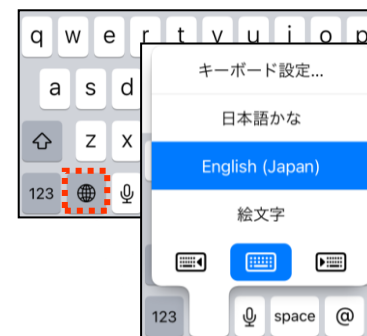 q w e r t y u i o p
a s d
z x
123
キーボード設定...
日本語かな
English (Japan)
絵文字
123 space @